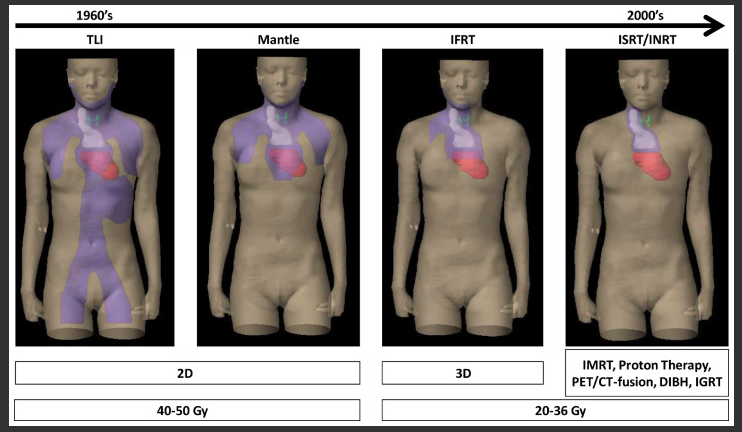 1960's 2000's
TLI Mantle IFRT ISRT/INRT
2D 3D IMRT, Proton Therapy,
PET/CT-fusion, DIBH, IGRT
40-50 Gy 20-36 Gy